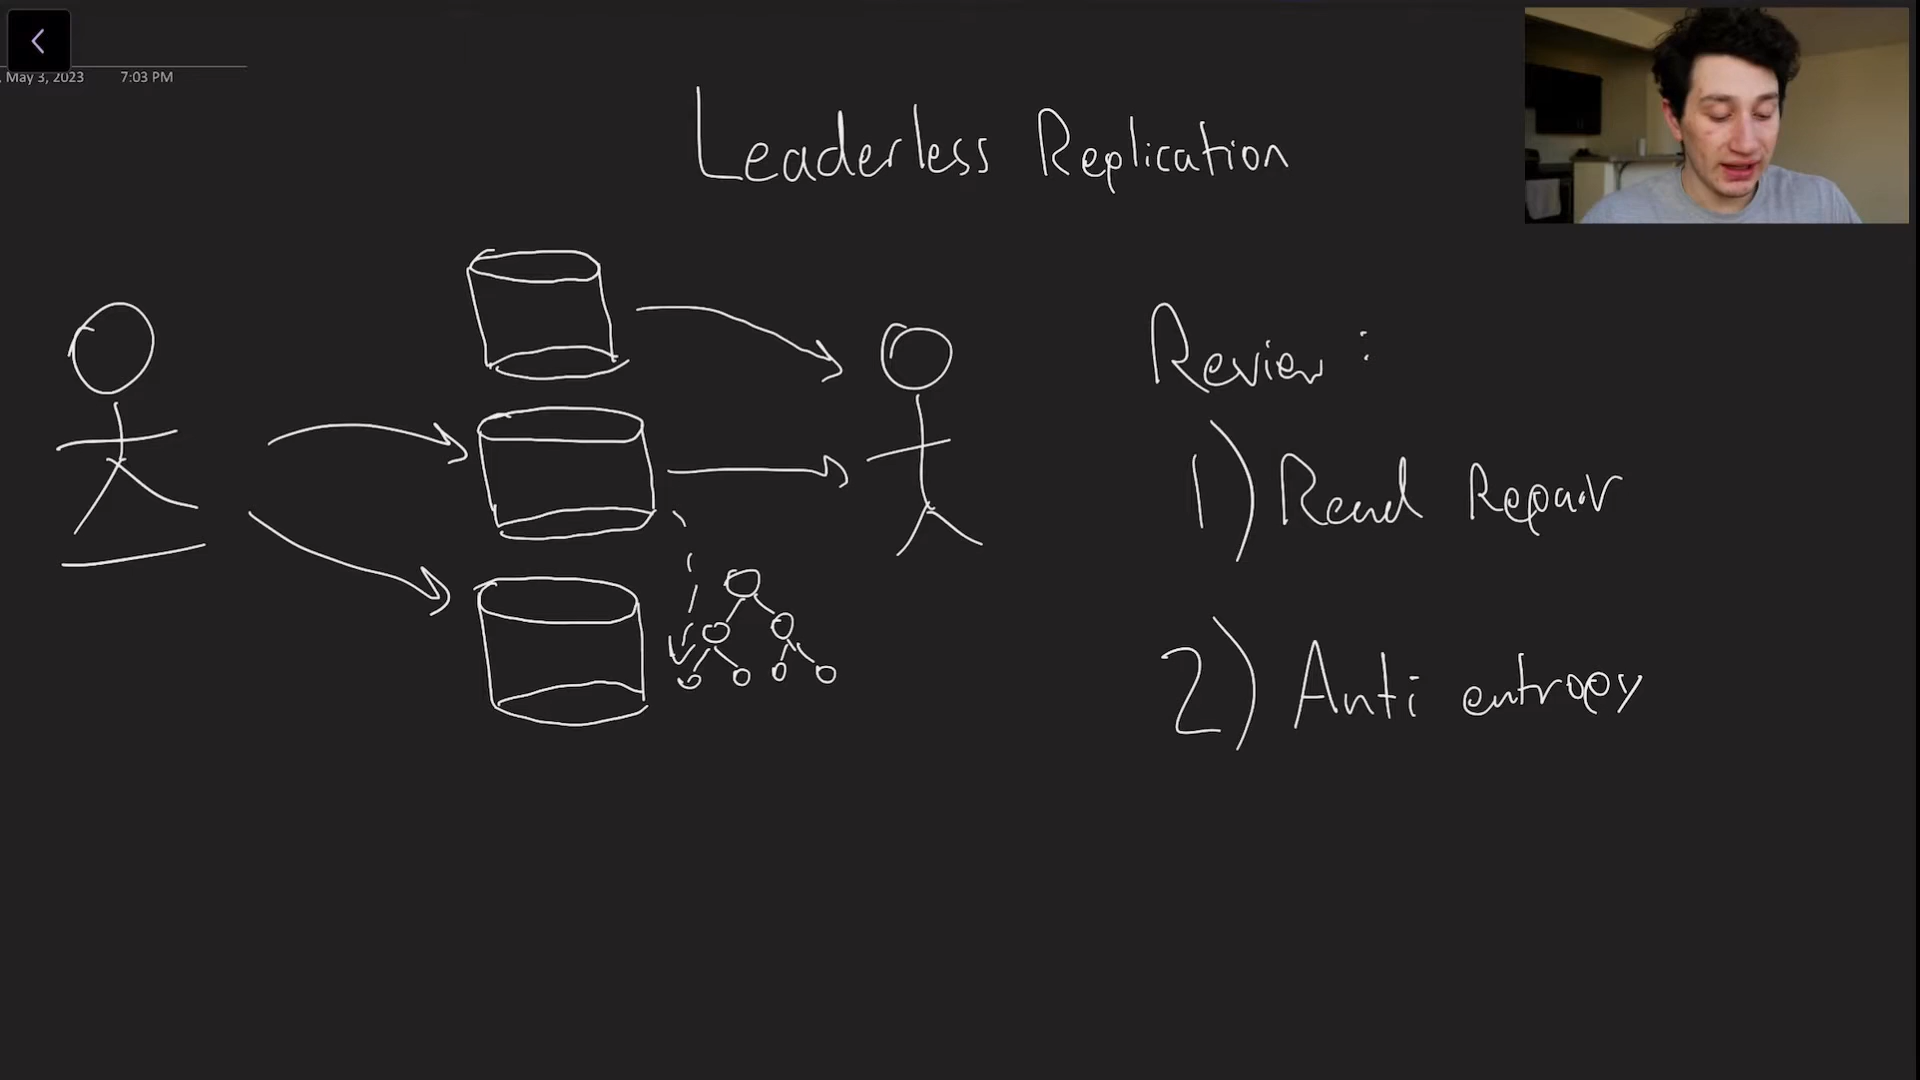 , May 3, 2023 7:03 PM
Leaderless Replication
Review :
1) Read Repair
2) Anti entropy